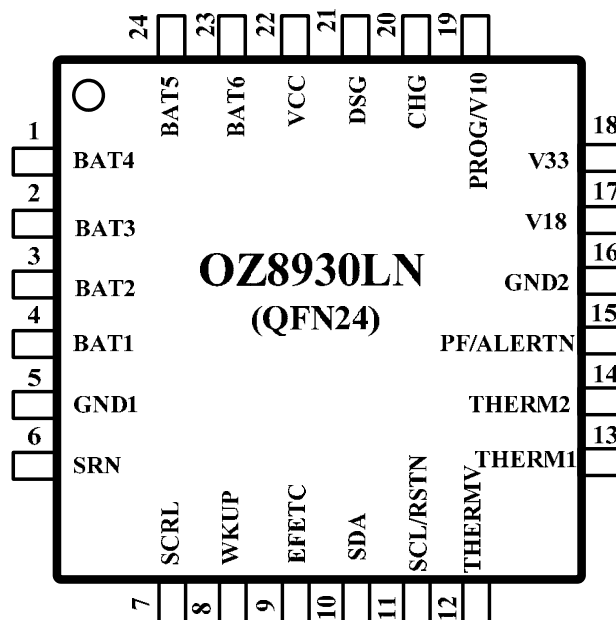 24 23 22 21 20 19
BAT5 BAT6 VCC DSG CHG PROG/V10
1 BAT4
2 BAT3
3 BAT2
4 BAT1
5 GND1
6 SRN
OZ8930LN
(QFN24)
18 V33
17 V18
16 GND2
15 PF/ALERTN
14 THERM2
13 THERM1
SCRL WKUP EFETC SDA SCL/RSTN THERMV
7 8 9 10 11 12